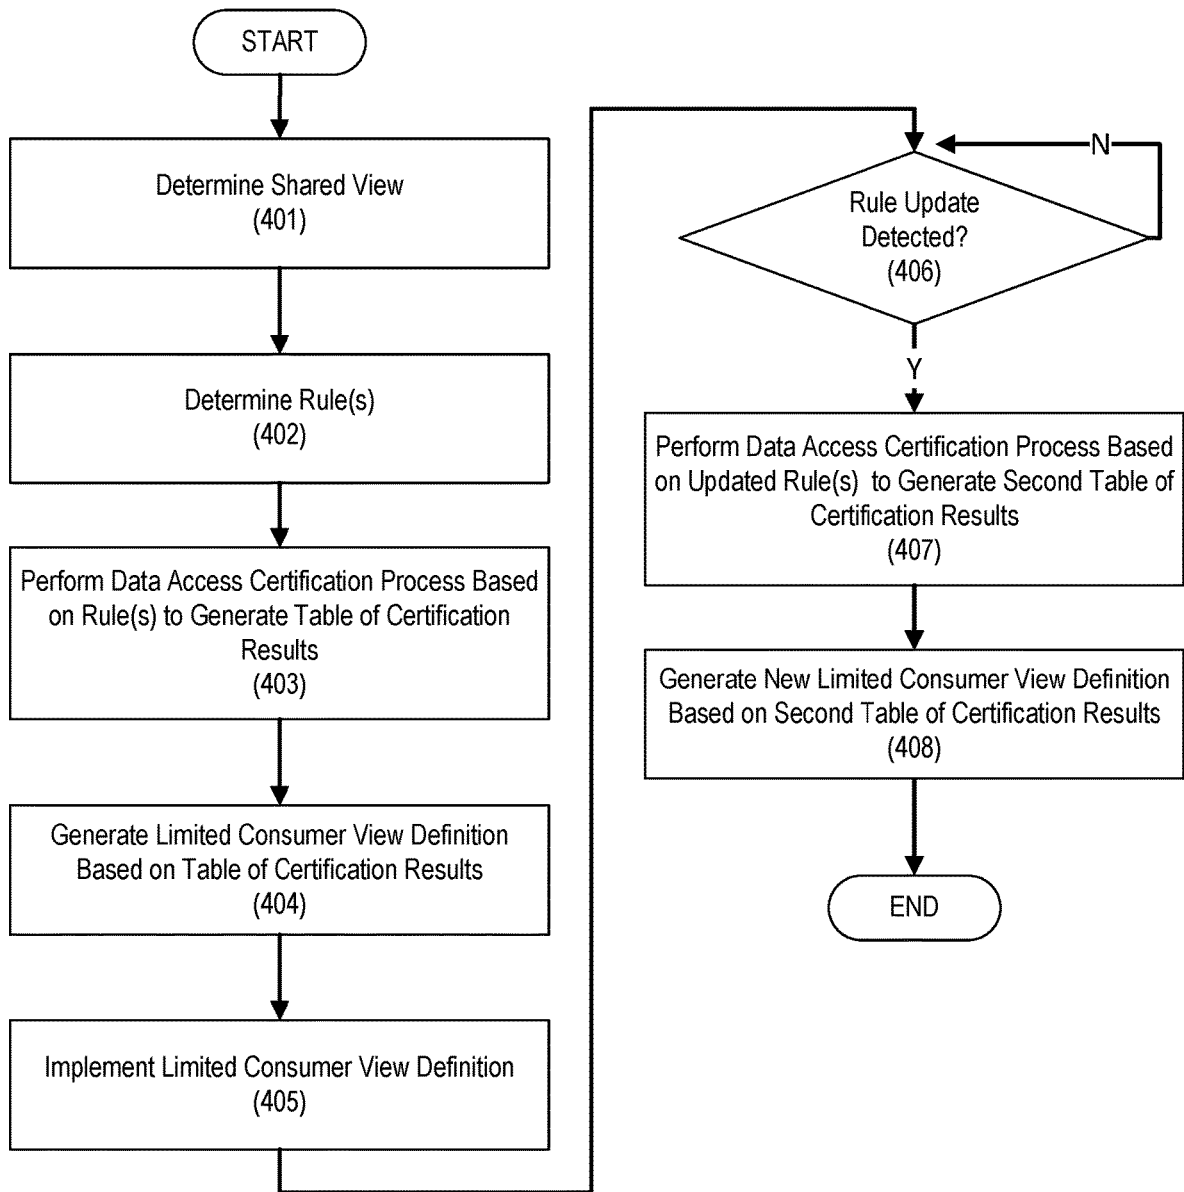 START
Determine Shared View
(401)
Determine Rule(s)
(402)
Perform Data Access Certification Process Based
on Rule(s) to Generate Table of Certification
Results
(403)
Generate Limited Consumer View Definition
Based on Table of Certification Results
(404)
Implement Limited Consumer View Definition
(405)
N
Rule Update
Detected?
(406)
Y
Perform Data Access Certification Process Based
on Updated Rule(s) to Generate Second Table of
Certification Results
(407)
Generate New Limited Consumer View Definition
Based on Second Table of Certification Results
(408)
END